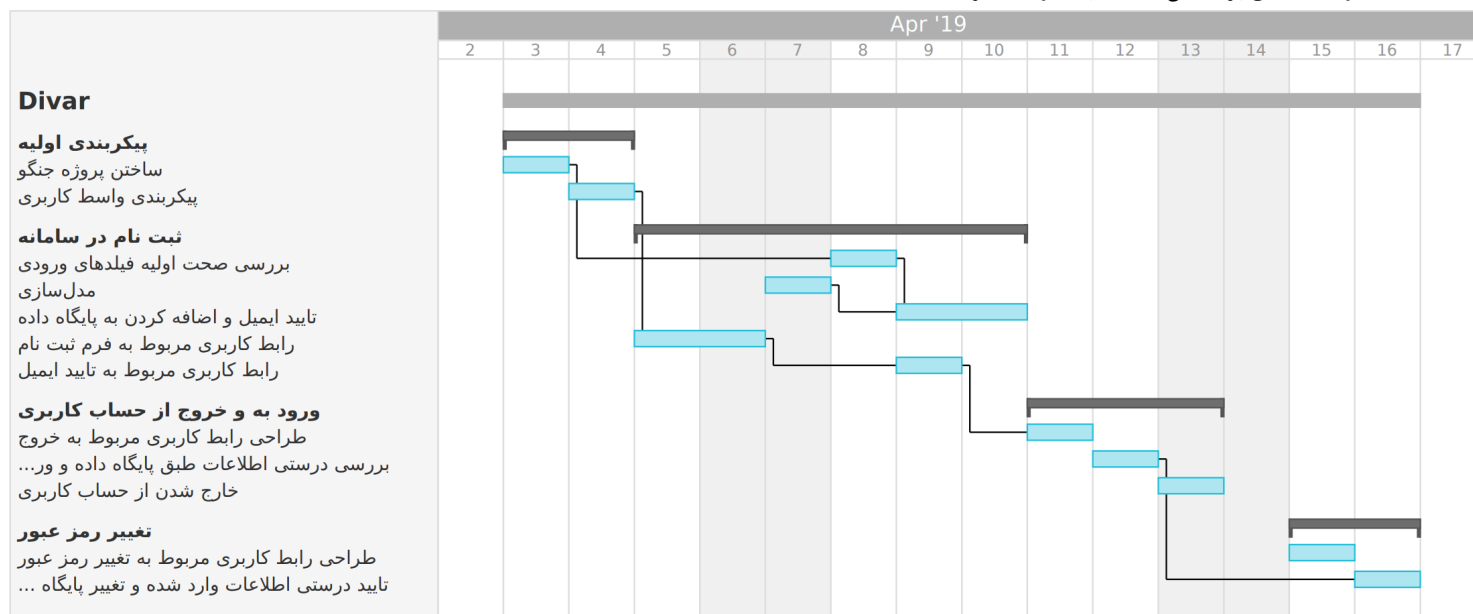 Apr '19
2 3 4 5 6 7 8 9 10 11 12 13 14 15 16 17
Divar
پیکربندی اولیه
ساختن پروژه جنگو
پیکربندی واسط کاربری
ثبت نام در سامانه
بررسی صحت اولیه فیلدهای ورودی
مدل‌سازی
تایید ایمیل و اضافه کردن به پایگاه داده
رابط کاربری مربوط به فرم ثبت نام
رابط کاربری مربوط به تایید ایمیل
ورود به و خروج از حساب کاربری
طراحی رابط کاربری مربوط به خروج
بررسی درستی اطلاعات طبق پایگاه داده و ور...
خارج شدن از حساب کاربری
تغییر رمز عبور
طراحی رابط کاربری مربوط به تغییر رمز عبور
تایید درستی اطلاعات وارد شده و تغییر پایگاه ...